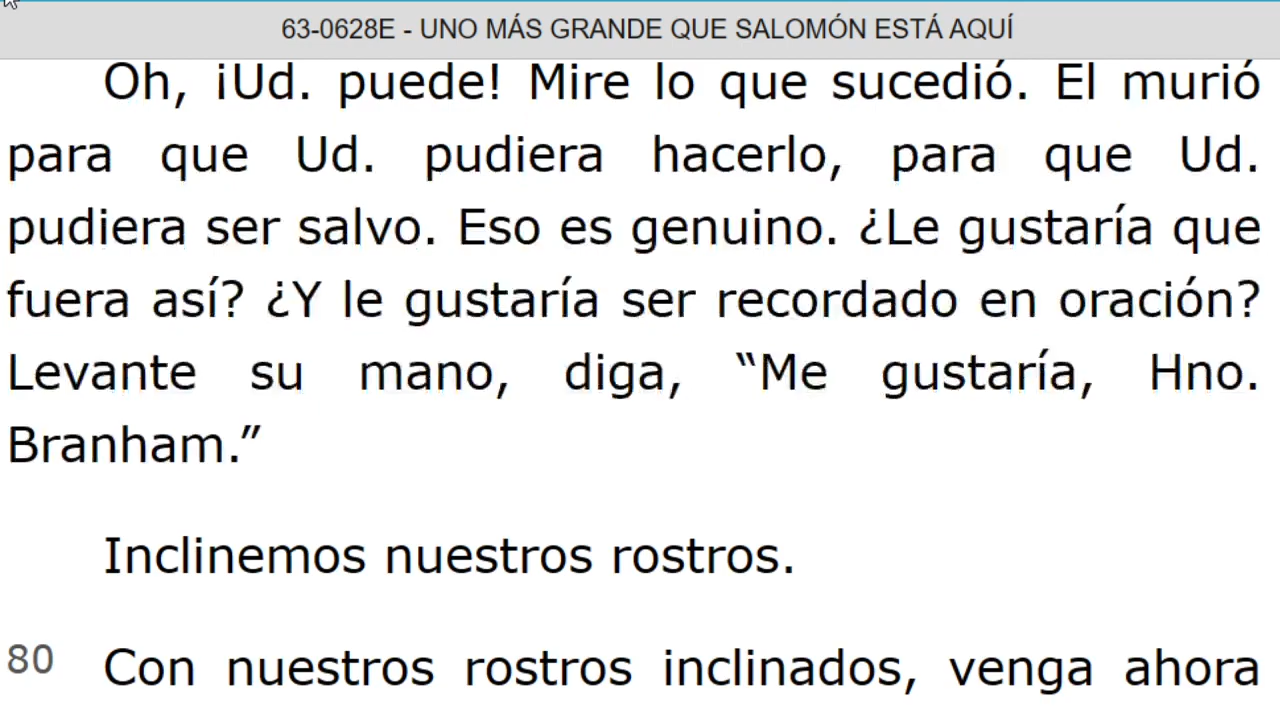 63-0628E - UNO MÁS GRANDE QUE SALOMÓN ESTÁ AQUÍ
Oh, ¡Ud. puede! Mire lo que sucedió. El murió
para que Ud. pudiera hacerlo, para que Ud.
pudiera ser salvo. Eso es genuino. ¿Le gustaría que
fuera así? ¿Y le gustaría ser recordado en oración?
Levante su mano, diga, “Me gustaría, Hno.
Branham.”
Inclinemos nuestros rostros.
80 Con nuestros rostros inclinados, venga ahora